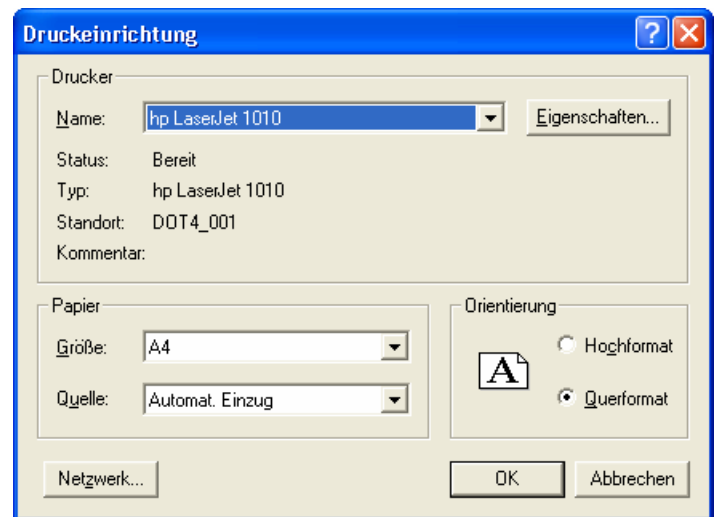 Druckeinrichtung
Drucker
Name: hp LaserJet 1010 Eigenschaften...
Status: Bereit
Typ: hp LaserJet 1010
Standort: DOT4_001
Kommentar:
Papier
Größe: A4
Quelle: Automat. Einzug
Orientierung
A
Hochformat
Querformat
Netzwerk... OK Abbrechen